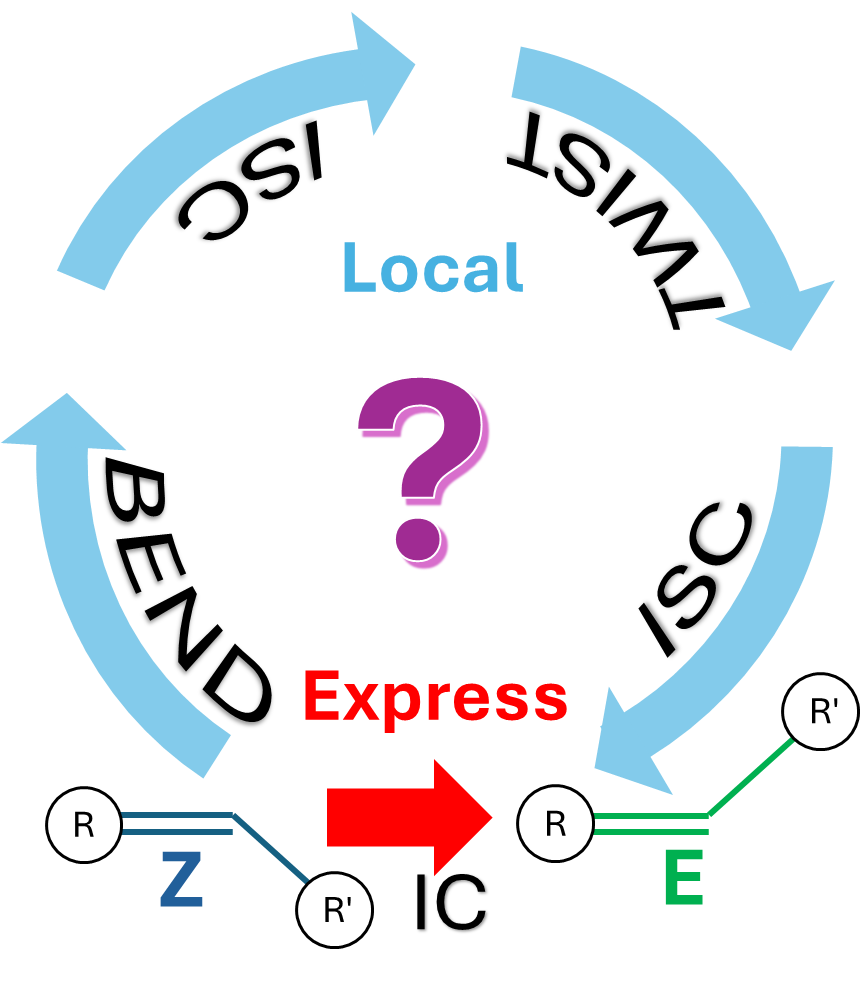 ISC
TWIST
Local
?
BEND
ISC
Express
R
R'
Z
IC
R
R'
E